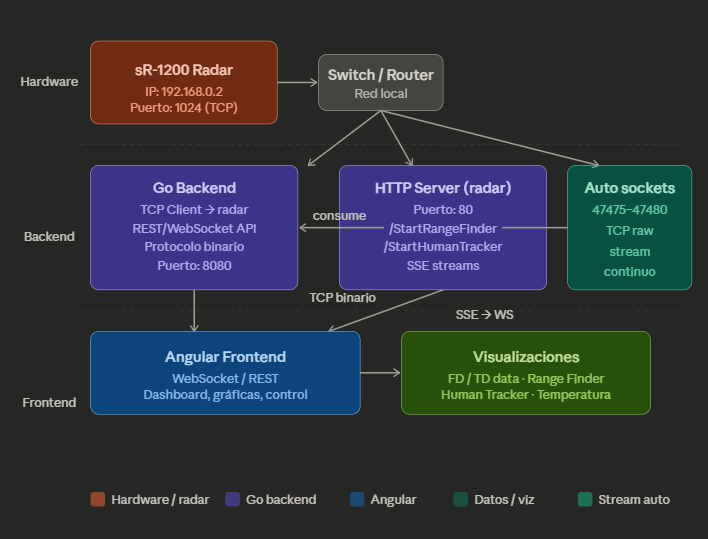 Hardware
sR-1200 Radar
IP: 192.168.0.2
Puerto: 1024 (TCP)
Switch / Router
Red local
Backend
Go Backend
TCP Client → radar
REST/WebSocket API
Protocolo binario
Puerto: 8080
consume
HTTP Server (radar)
Puerto: 80
/StartRangeFinder
/StartHumanTracker
SSE streams
Auto sockets
47475–47480
TCP raw
stream
continuo
TCP binario
SSE → WS
Frontend
Angular Frontend
WebSocket / REST
Dashboard, gráficas, control
Visualizaciones
FD / TD data · Range Finder
Human Tracker · Temperatura
Hardware / radar
Go backend
Angular
Datos / viz
Stream auto